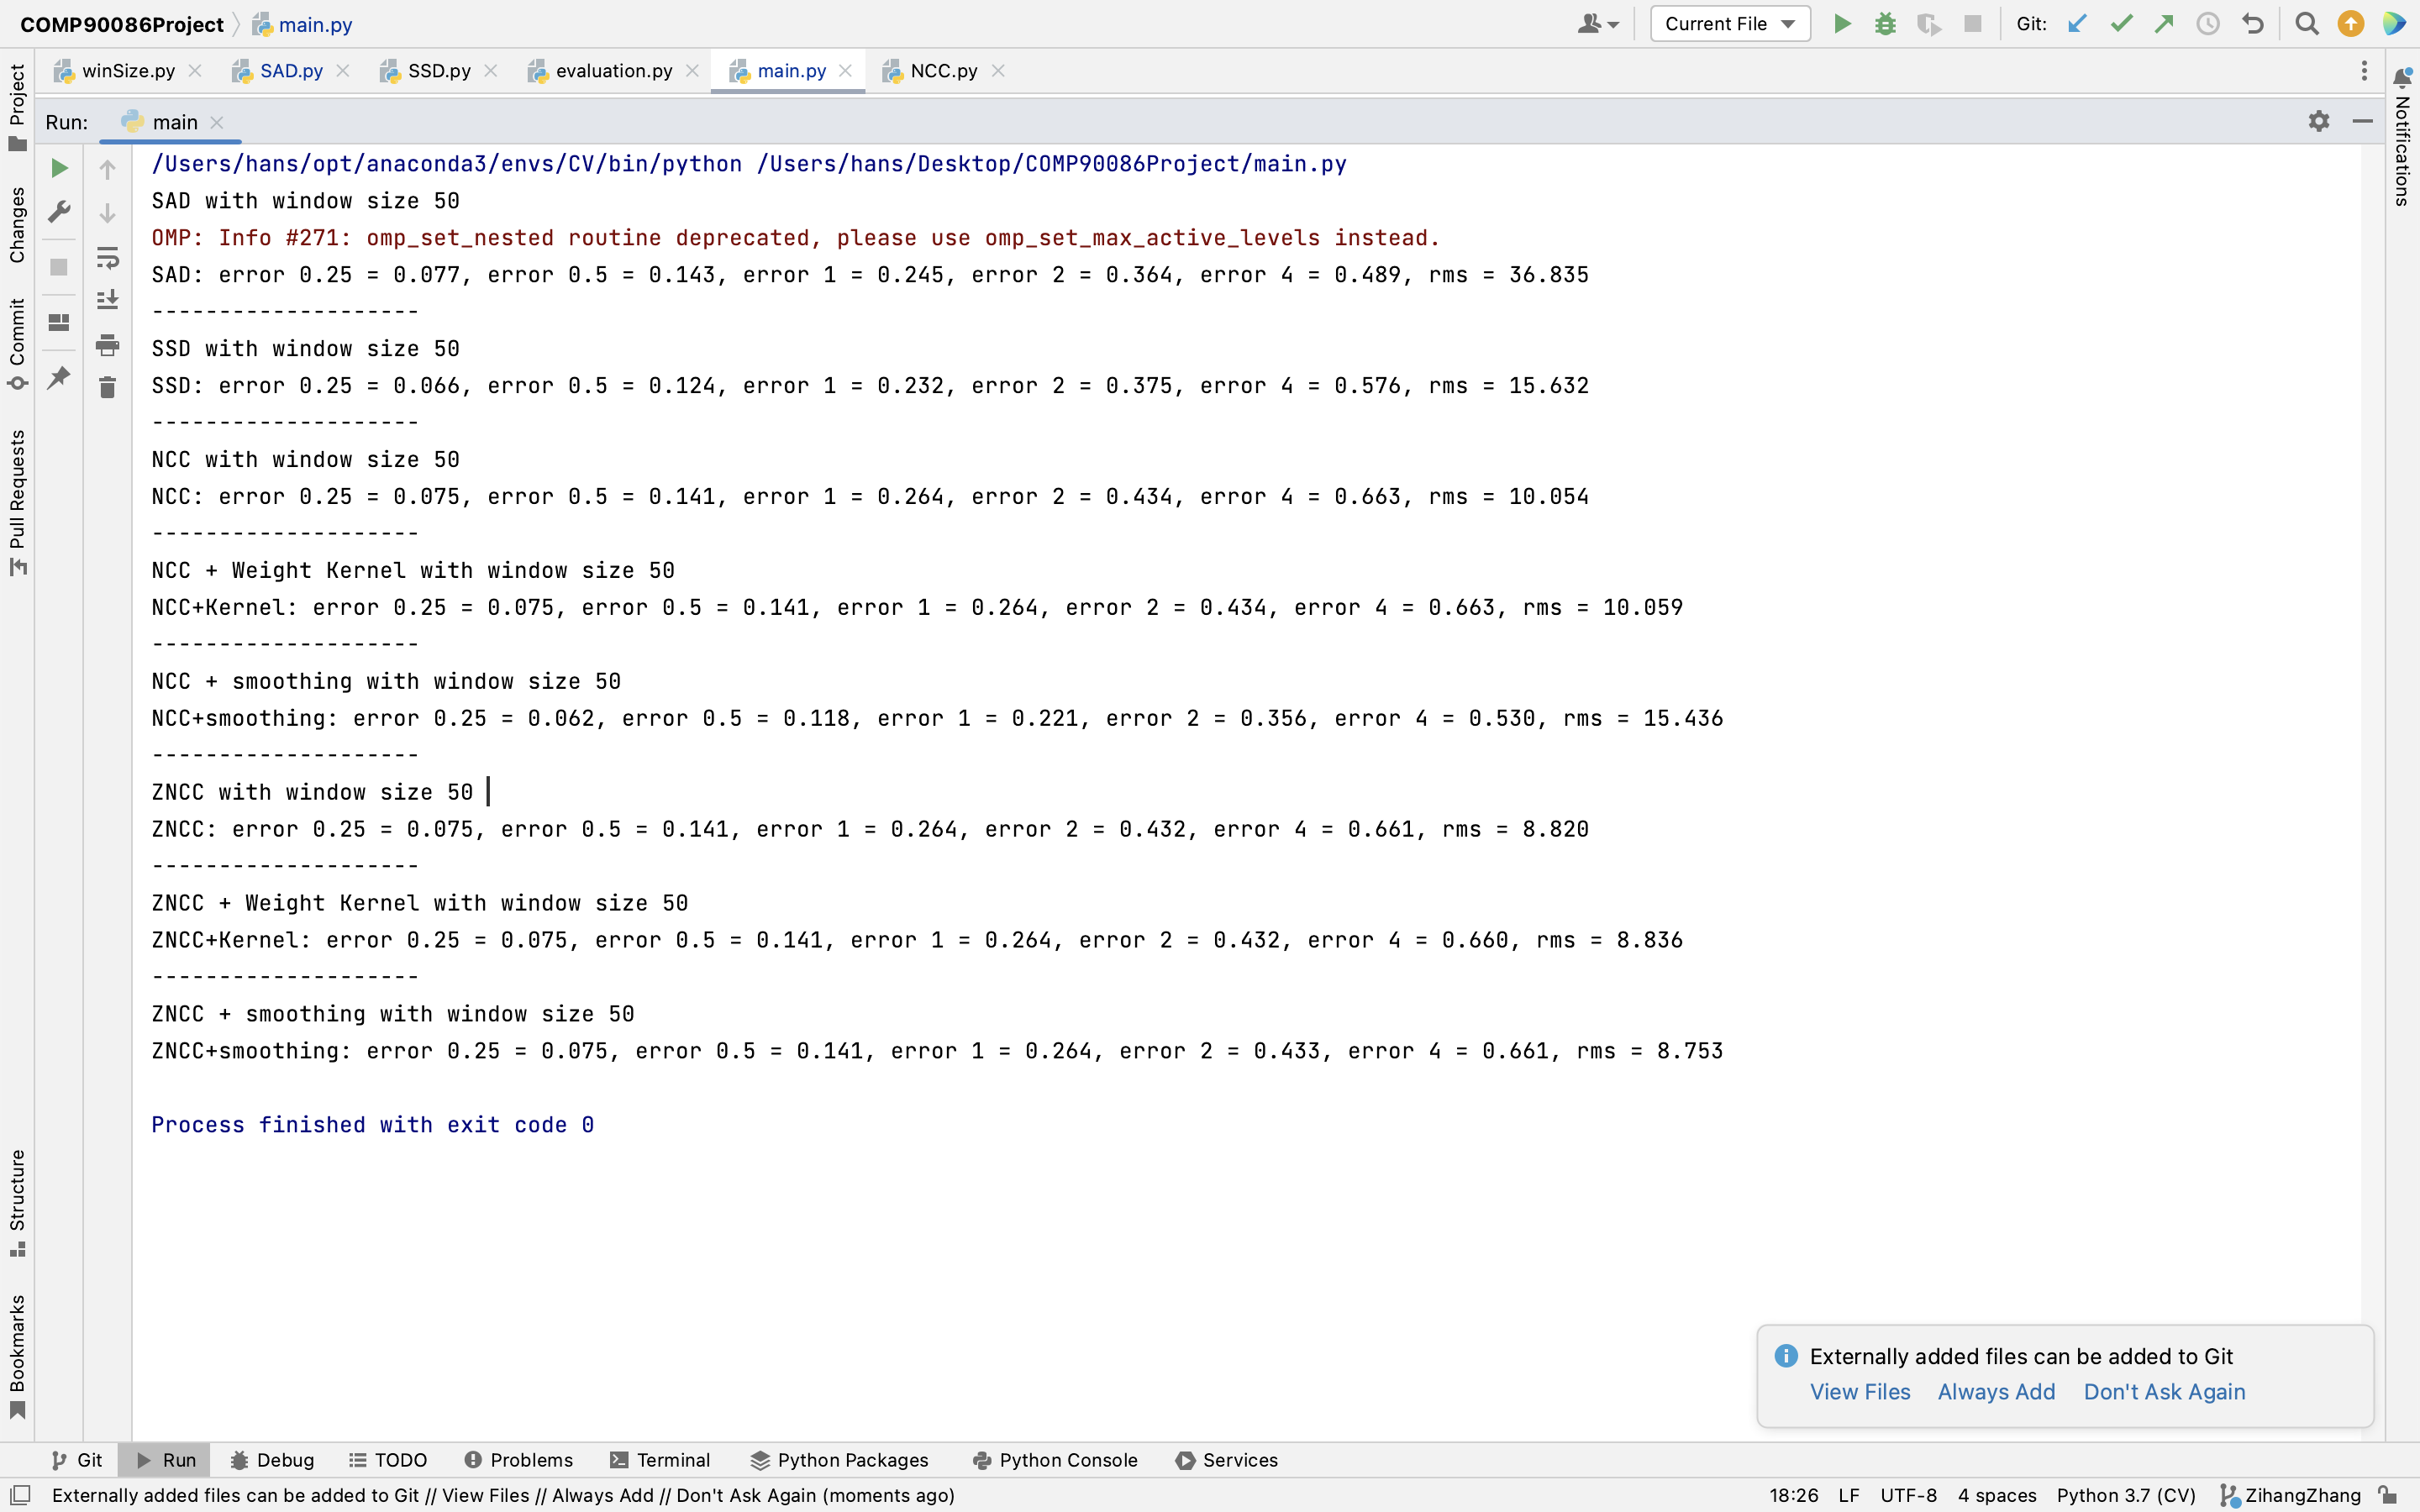 COMP90086Project main.py
Current File
Git:
winSize.py SAD.py SSD.py evaluation.py main.py NCC.py
Run: main
/Users/hans/opt/anaconda3/envs/CV/bin/python /Users/hans/Desktop/COMP90086Project/main.py
SAD with window size 50
OMP: Info #271: omp_set_nested routine deprecated, please use omp_set_max_active_levels instead.
SAD: error 0.25 = 0.077, error 0.5 = 0.143, error 1 = 0.245, error 2 = 0.364, error 4 = 0.489, rms = 36.835
--------------------
SSD with window size 50
SSD: error 0.25 = 0.066, error 0.5 = 0.124, error 1 = 0.232, error 2 = 0.375, error 4 = 0.576, rms = 15.632
--------------------
NCC with window size 50
NCC: error 0.25 = 0.075, error 0.5 = 0.141, error 1 = 0.264, error 2 = 0.434, error 4 = 0.663, rms = 10.054
--------------------
NCC + Weight Kernel with window size 50
NCC+Kernel: error 0.25 = 0.075, error 0.5 = 0.141, error 1 = 0.264, error 2 = 0.434, error 4 = 0.663, rms = 10.059
--------------------
NCC + smoothing with window size 50
NCC+smoothing: error 0.25 = 0.062, error 0.5 = 0.118, error 1 = 0.221, error 2 = 0.356, error 4 = 0.530, rms = 15.436
--------------------
ZNCC with window size 50
ZNCC: error 0.25 = 0.075, error 0.5 = 0.141, error 1 = 0.264, error 2 = 0.432, error 4 = 0.661, rms = 8.820
--------------------
ZNCC + Weight Kernel with window size 50
ZNCC+Kernel: error 0.25 = 0.075, error 0.5 = 0.141, error 1 = 0.264, error 2 = 0.432, error 4 = 0.660, rms = 8.836
--------------------
ZNCC + smoothing with window size 50
ZNCC+smoothing: error 0.25 = 0.075, error 0.5 = 0.141, error 1 = 0.264, error 2 = 0.433, error 4 = 0.661, rms = 8.753
Process finished with exit code 0
Project
Changes
Commit
Pull Requests
Structure
Bookmarks
Notifications
Externally added files can be added to Git
View Files Always Add Don't Ask Again
Git Run Debug TODO Problems Terminal Python Packages Python Console Services
Externally added files can be added to Git // View Files // Always Add // Don't Ask Again (moments ago)
18:26 LF UTF-8 4 spaces Python 3.7 (CV) ZihangZhang